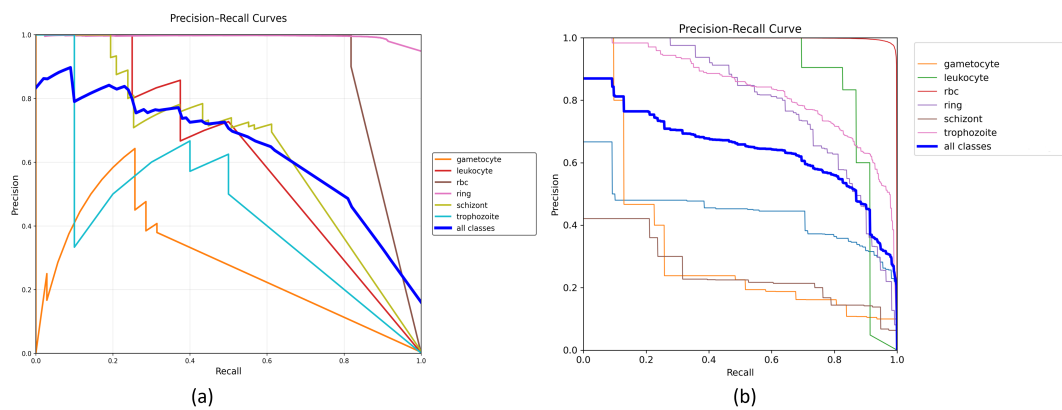 Precision–Recall Curves
1.0
0.8
0.6
0.4
0.2
0.0
Precision
0.0 0.2 0.4 0.6 0.8 1.0
Recall
gametocyte
leukocyte
rbc
ring
schizont
trophozoite
all classes
(a)
Precision-Recall Curve
1.0
0.8
0.6
0.4
0.2
0.0
Precision
0.0 0.2 0.4 0.6 0.8 1.0
Recall
gametocyte
leukocyte
rbc
ring
schizont
trophozoite
all classes
(b)